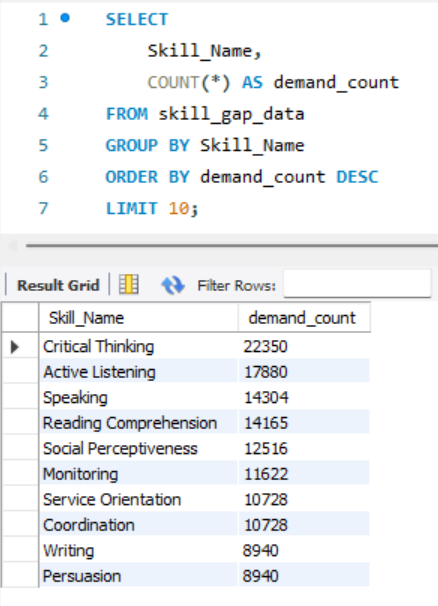 1 SELECT
2 Skill_Name,
3 COUNT(*) AS demand_count
4 FROM skill_gap_data
5 GROUP BY Skill_Name
6 ORDER BY demand_count DESC
7 LIMIT 10;
Result Grid Filter Rows:
Skill_Name demand_count
Critical Thinking 22350
Active Listening 17880
Speaking 14304
Reading Comprehension 14165
Social Perceptiveness 12516
Monitoring 11622
Service Orientation 10728
Coordination 10728
Writing 8940
Persuasion 8940